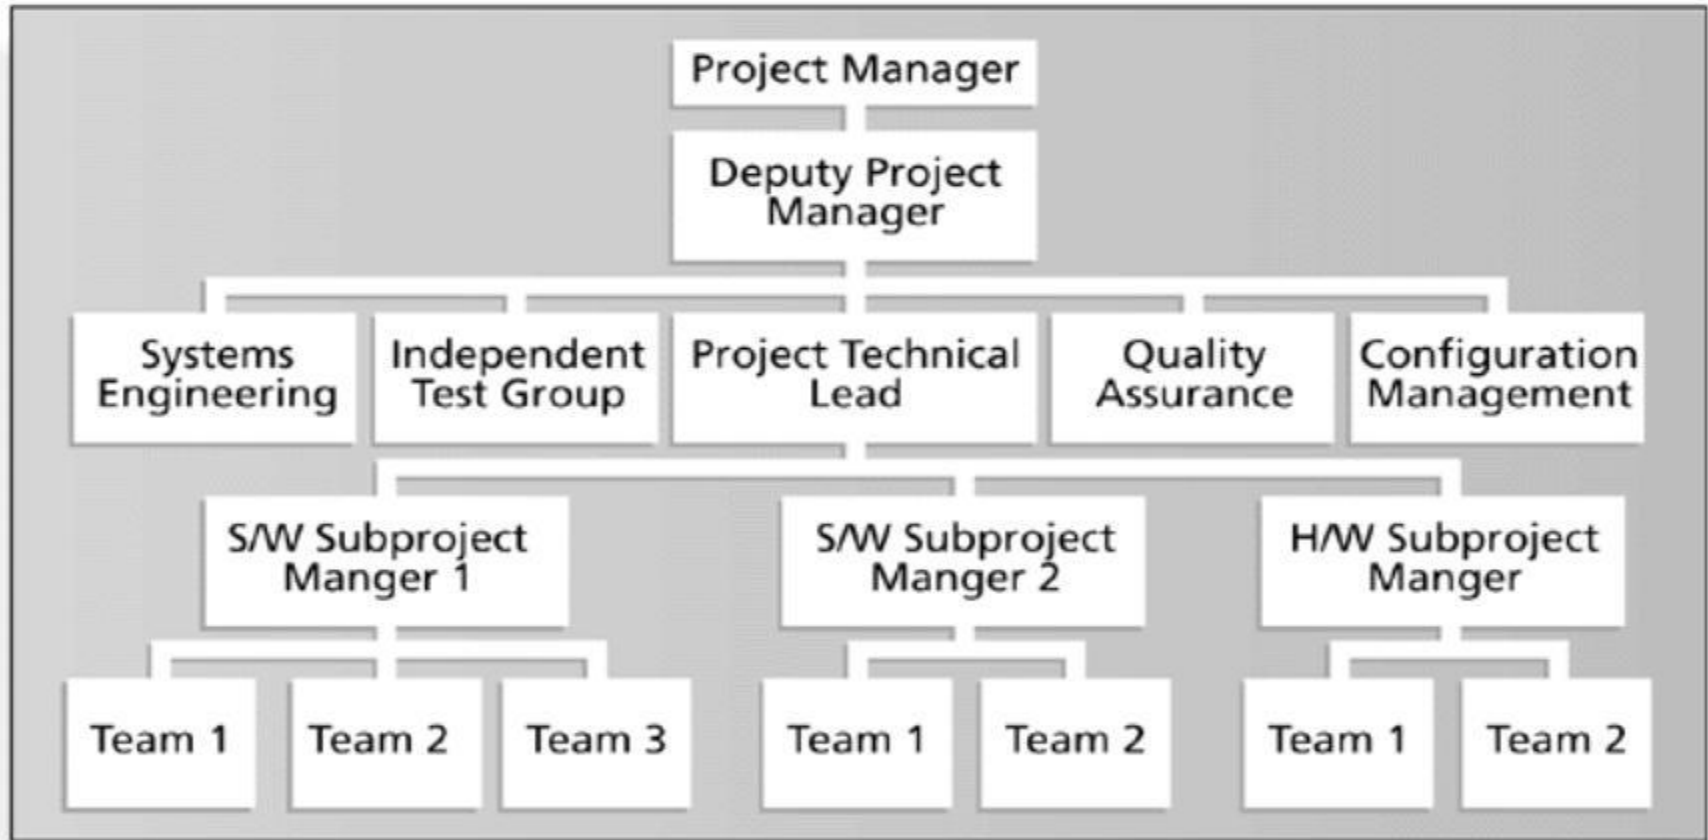 Project Manager
Deputy Project
Manager
Systems
Engineering
Independent
Test Group
Project Technical
Lead
Quality
Assurance
Configuration
Management
S/W Subproject
Manger 1
S/W Subproject
Manger 2
H/W Subproject
Manger
Team 1
Team 2
Team 3
Team 1
Team 2
Team 1
Team 2